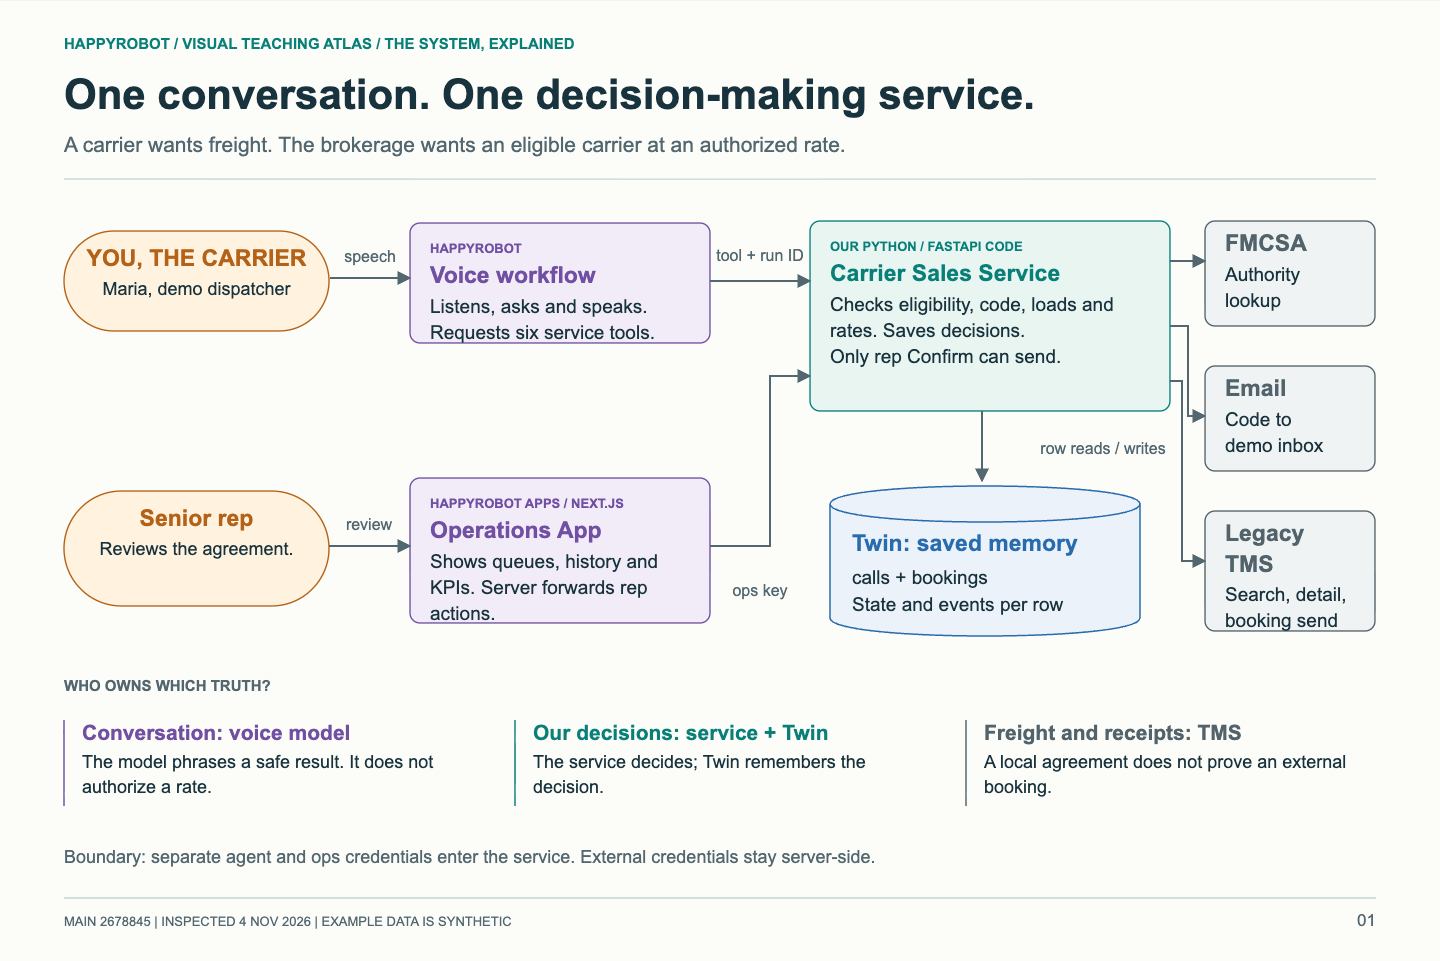 HAPPYROBOT / VISUAL TEACHING ATLAS / THE SYSTEM, EXPLAINED
One conversation. One decision-making service.
A carrier wants freight. The brokerage wants an eligible carrier at an authorized rate.
YOU, THE CARRIER
Maria, demo dispatcher
speech
HAPPYROBOT
Voice workflow
Listens, asks and speaks.
Requests six service tools.
tool + run ID
OUR PYTHON / FASTAPI CODE
Carrier Sales Service
Checks eligibility, code, loads and
rates. Saves decisions.
Only rep Confirm can send.
FMCSA
Authority
lookup
Email
Code to
demo inbox
row reads / writes
Senior rep
Reviews the agreement.
review
HAPPYROBOT APPS / NEXT.JS
Operations App
Shows queues, history and
KPIs. Server forwards rep
actions.
ops key
Twin: saved memory
calls + bookings
State and events per row
Legacy
TMS
Search, detail,
booking send
WHO OWNS WHICH TRUTH?
Conversation: voice model
The model phrases a safe result. It does not
authorize a rate.
Our decisions: service + Twin
The service decides; Twin remembers the
decision.
Freight and receipts: TMS
A local agreement does not prove an external
booking.
Boundary: separate agent and ops credentials enter the service. External credentials stay server-side.
MAIN 2678845 | INSPECTED 4 NOV 2026 | EXAMPLE DATA IS SYNTHETIC
01